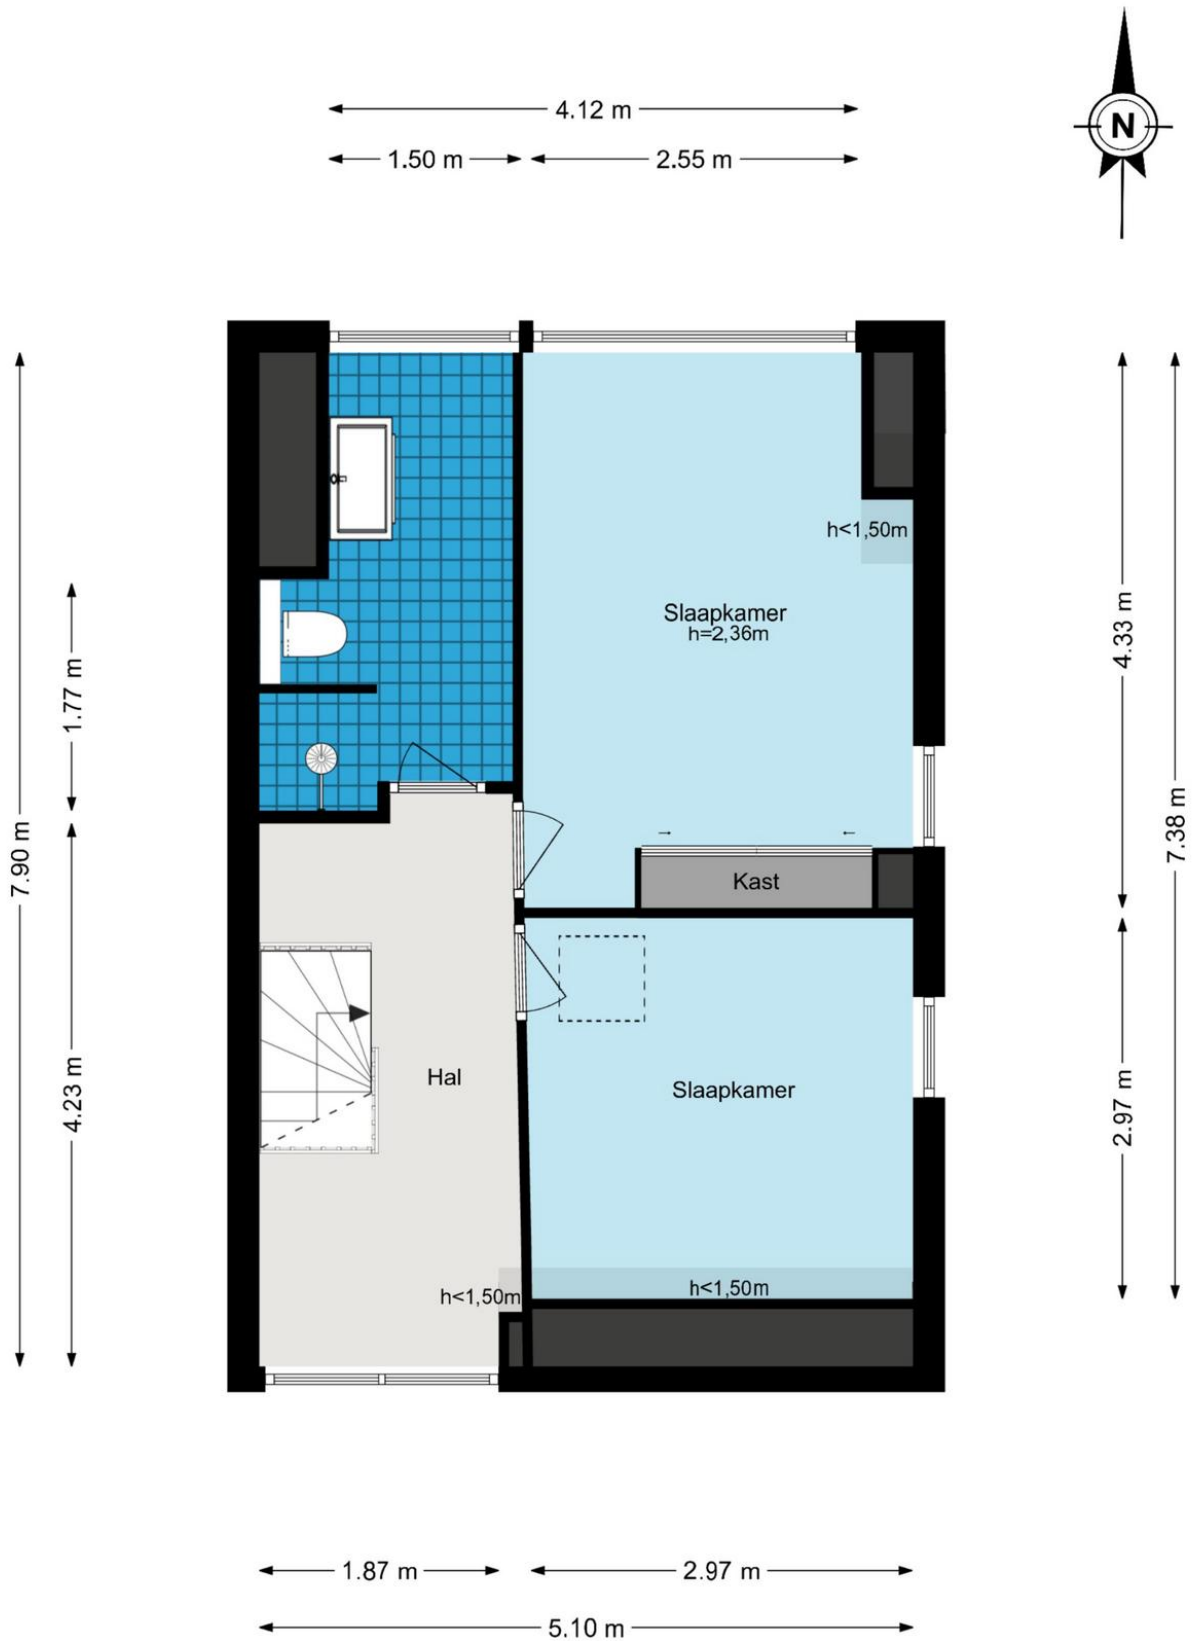 4.12 m
N
1.50 m
2.55 m
h<1,50m
Slaapkamer
h=2,36m
4.33 m
1.77 m
7.90 m
7.38 m
Kast
4.23 m
Hal
Slaapkamer
2.97 m
h<1,50m
h<1,50m
1.87 m
2.97 m
5.10 m